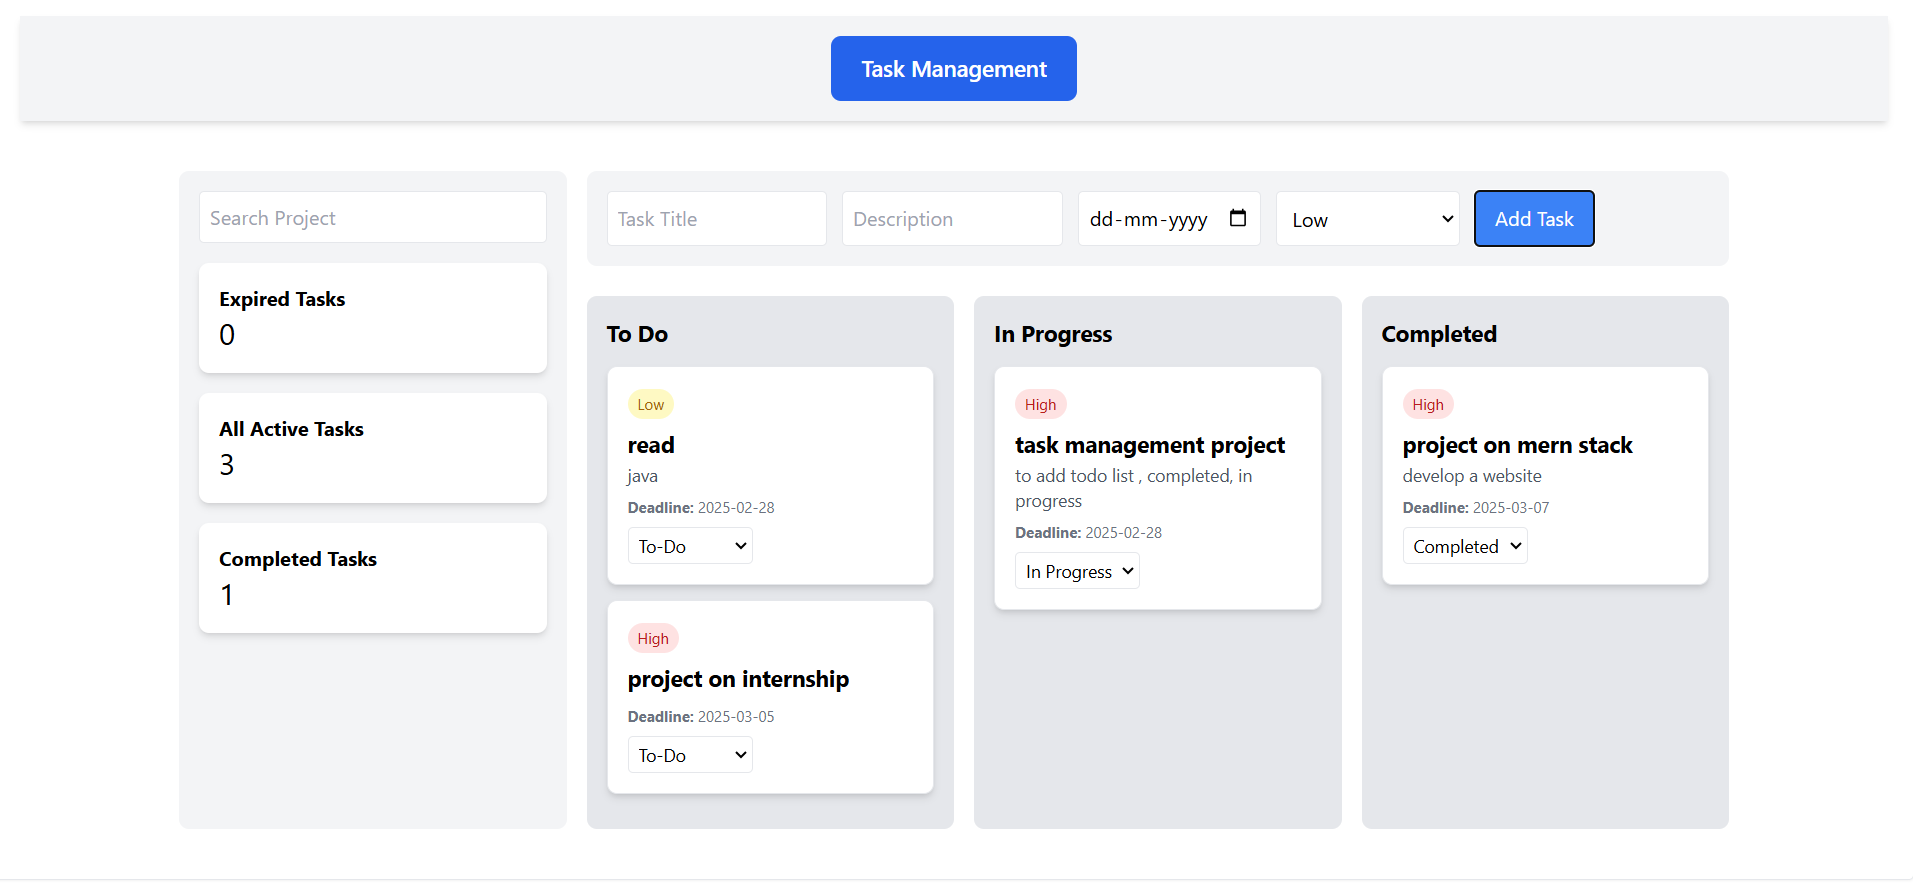 Task Management
Search Project
Expired Tasks
0
All Active Tasks
3
Completed Tasks
1
Task Title
Description
dd-mm-yyyy
Low
Add Task
To Do
Low
read
java
Deadline: 2025-02-28
To-Do
High
project on internship
Deadline: 2025-03-05
To-Do
In Progress
High
task management project
to add todo list , completed, in
progress
Deadline: 2025-02-28
In Progress
Completed
High
project on mern stack
develop a website
Deadline: 2025-03-07
Completed